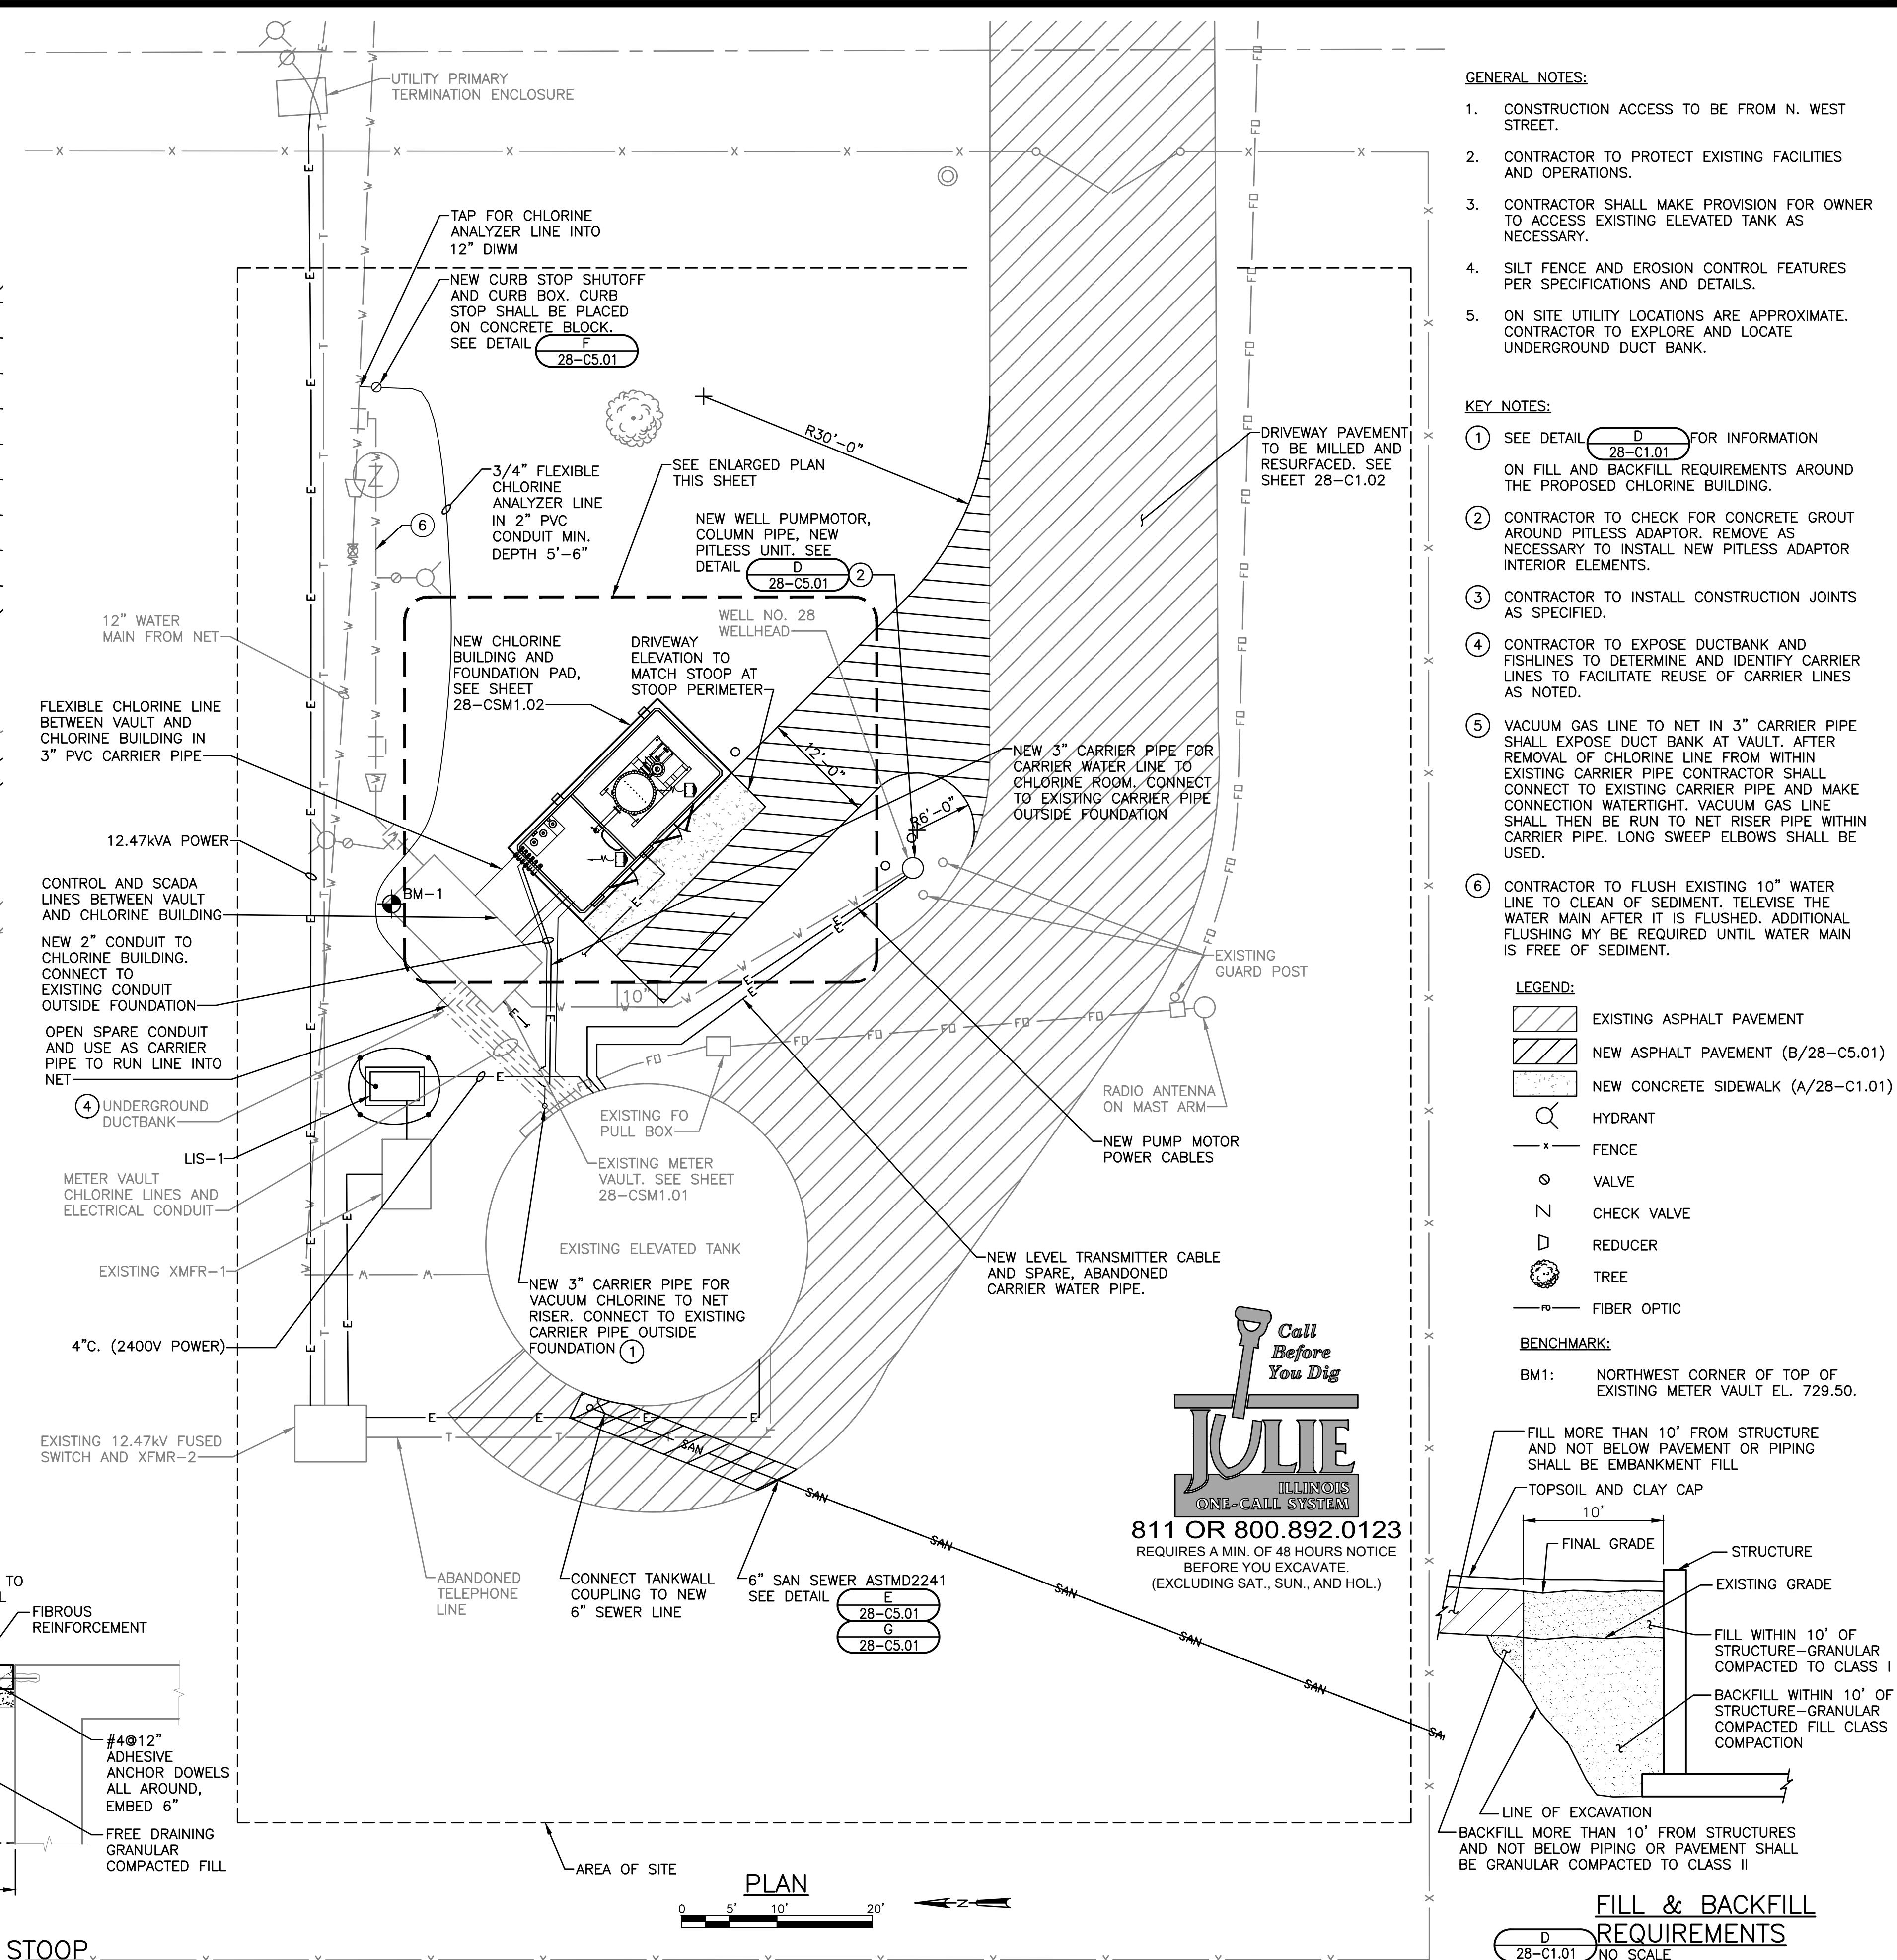 UTILITY PRIMARY
TERMINATION ENCLOSURE
TAP FOR CHLORINE
ANALYZER LINE INTO
12" DIWM
NEW CURB STOP SHUTOFF
AND CURB BOX. CURB
STOP SHALL BE PLACED
ON CONCRETE BLOCK.
SEE DETAIL F
28-C5.01
R30'-0"
3/4" FLEXIBLE
CHLORINE
ANALYZER LINE
IN 2" PVC
CONDUIT MIN.
DEPTH 5'-6"
6
SEE ENLARGED PLAN
THIS SHEET
NEW WELL PUMPMOTOR,
COLUMN PIPE, NEW
PITLESS UNIT. SEE
DETAIL D
28-C5.01
2
DRIVEWAY PAVEMENT
TO BE MILLED AND
RESURFACED. SEE
SHEET 28-C1.02
12" WATER
MAIN FROM NET
WELL NO. 28
WELLHEAD
NEW CHLORINE
BUILDING AND
FOUNDATION PAD,
SEE SHEET
28-CSM1.02
DRIVEWAY
ELEVATION TO
MATCH STOOP AT
STOOP PERIMETER
FLEXIBLE CHLORINE LINE
BETWEEN VAULT AND
CHLORINE BUILDING IN
3" PVC CARRIER PIPE
12'-0"
NEW 3" CARRIER PIPE FOR
CARRIER WATER LINE TO
CHLORINE ROOM. CONNECT
TO EXISTING CARRIER PIPE
OUTSIDE FOUNDATION
R6'-0"
12.47kVA POWER
CONTROL AND SCADA
LINES BETWEEN VAULT
AND CHLORINE BUILDING
BM-1
NEW 2" CONDUIT TO
CHLORINE BUILDING.
CONNECT TO
EXISTING CONDUIT
OUTSIDE FOUNDATION
10"
EXISTING
GUARD POST
OPEN SPARE CONDUIT
AND USE AS CARRIER
PIPE TO RUN LINE INTO
NET
4 UNDERGROUND
DUCTBANK
LIS-1
METER VAULT
CHLORINE LINES AND
ELECTRICAL CONDUIT
EXISTING FO
PULL BOX
RADIO ANTENNA
ON MAST ARM
NEW PUMP MOTOR
POWER CABLES
EXISTING METER
VAULT. SEE SHEET
28-CSM1.01
EXISTING ELEVATED TANK
EXISTING XMFR-1
NEW LEVEL TRANSMITTER CABLE
AND SPARE, ABANDONED
CARRIER WATER PIPE.
NEW 3" CARRIER PIPE FOR
VACUUM CHLORINE TO NET
RISER. CONNECT TO EXISTING
CARRIER PIPE OUTSIDE
FOUNDATION 1
4"C. (2400V POWER)
EXISTING 12.47kV FUSED
SWITCH AND XFMR-2
ABANDONED
TELEPHONE
LINE
CONNECT TANKWALL
COUPLING TO NEW
6" SEWER LINE
6" SAN SEWER ASTMD2241
SEE DETAIL E
28-C5.01
G
28-C5.01
AREA OF SITE
PLAN
0 5' 10' 20'
N
Call
Before
You Dig
JULIE
ILLINOIS
ONE-CALL SYSTEM
811 OR 800.892.0123
REQUIRES A MIN. OF 48 HOURS NOTICE
BEFORE YOU EXCAVATE.
(EXCLUDING SAT., SUN., AND HOL.)
TO
FIBROUS
REINFORCEMENT
#4@12"
ADHESIVE
ANCHOR DOWELS
ALL AROUND,
EMBED 6"
FREE DRAINING
GRANULAR
COMPACTED FILL
STOOP
GENERAL NOTES:
1. CONSTRUCTION ACCESS TO BE FROM N. WEST
STREET.
2. CONTRACTOR TO PROTECT EXISTING FACILITIES
AND OPERATIONS.
3. CONTRACTOR SHALL MAKE PROVISION FOR OWNER
TO ACCESS EXISTING ELEVATED TANK AS
NECESSARY.
4. SILT FENCE AND EROSION CONTROL FEATURES
PER SPECIFICATIONS AND DETAILS.
5. ON SITE UTILITY LOCATIONS ARE APPROXIMATE.
CONTRACTOR TO EXPLORE AND LOCATE
UNDERGROUND DUCT BANK.
KEY NOTES:
1 SEE DETAIL D FOR INFORMATION
28-C1.01
ON FILL AND BACKFILL REQUIREMENTS AROUND
THE PROPOSED CHLORINE BUILDING.
2 CONTRACTOR TO CHECK FOR CONCRETE GROUT
AROUND PITLESS ADAPTOR. REMOVE AS
NECESSARY TO INSTALL NEW PITLESS ADAPTOR
INTERIOR ELEMENTS.
3 CONTRACTOR TO INSTALL CONSTRUCTION JOINTS
AS SPECIFIED.
4 CONTRACTOR TO EXPOSE DUCTBANK AND
FISHLINES TO DETERMINE AND IDENTIFY CARRIER
LINES TO FACILITATE REUSE OF CARRIER LINES
AS NOTED.
5 VACUUM GAS LINE TO NET IN 3" CARRIER PIPE
SHALL EXPOSE DUCT BANK AT VAULT. AFTER
REMOVAL OF CHLORINE LINE FROM WITHIN
EXISTING CARRIER PIPE CONTRACTOR SHALL
CONNECT TO EXISTING CARRIER PIPE AND MAKE
CONNECTION WATERTIGHT. VACUUM GAS LINE
SHALL THEN BE RUN TO NET RISER PIPE WITHIN
CARRIER PIPE. LONG SWEEP ELBOWS SHALL BE
USED.
6 CONTRACTOR TO FLUSH EXISTING 10" WATER
LINE TO CLEAN OF SEDIMENT. TELEVISE THE
WATER MAIN AFTER IT IS FLUSHED. ADDITIONAL
FLUSHING MY BE REQUIRED UNTIL WATER MAIN
IS FREE OF SEDIMENT.
LEGEND:
EXISTING ASPHALT PAVEMENT
NEW ASPHALT PAVEMENT (B/28-C5.01)
NEW CONCRETE SIDEWALK (A/28-C1.01)
HYDRANT
x FENCE
VALVE
CHECK VALVE
REDUCER
TREE
FO FIBER OPTIC
BENCHMARK:
BM1: NORTHWEST CORNER OF TOP OF
EXISTING METER VAULT EL. 729.50.
FILL MORE THAN 10' FROM STRUCTURE
AND NOT BELOW PAVEMENT OR PIPING
SHALL BE EMBANKMENT FILL
TOPSOIL AND CLAY CAP
10'
FINAL GRADE
STRUCTURE
EXISTING GRADE
FILL WITHIN 10' OF
STRUCTURE-GRANULAR
COMPACTED TO CLASS I
BACKFILL WITHIN 10' OF
STRUCTURE-GRANULAR
COMPACTED FILL CLASS
COMPACTION
LINE OF EXCAVATION
BACKFILL MORE THAN 10' FROM STRUCTURES
AND NOT BELOW PIPING OR PAVEMENT SHALL
BE GRANULAR COMPACTED TO CLASS II
FILL & BACKFILL
REQUIREMENTS
D
28-C1.01
NO SCALE